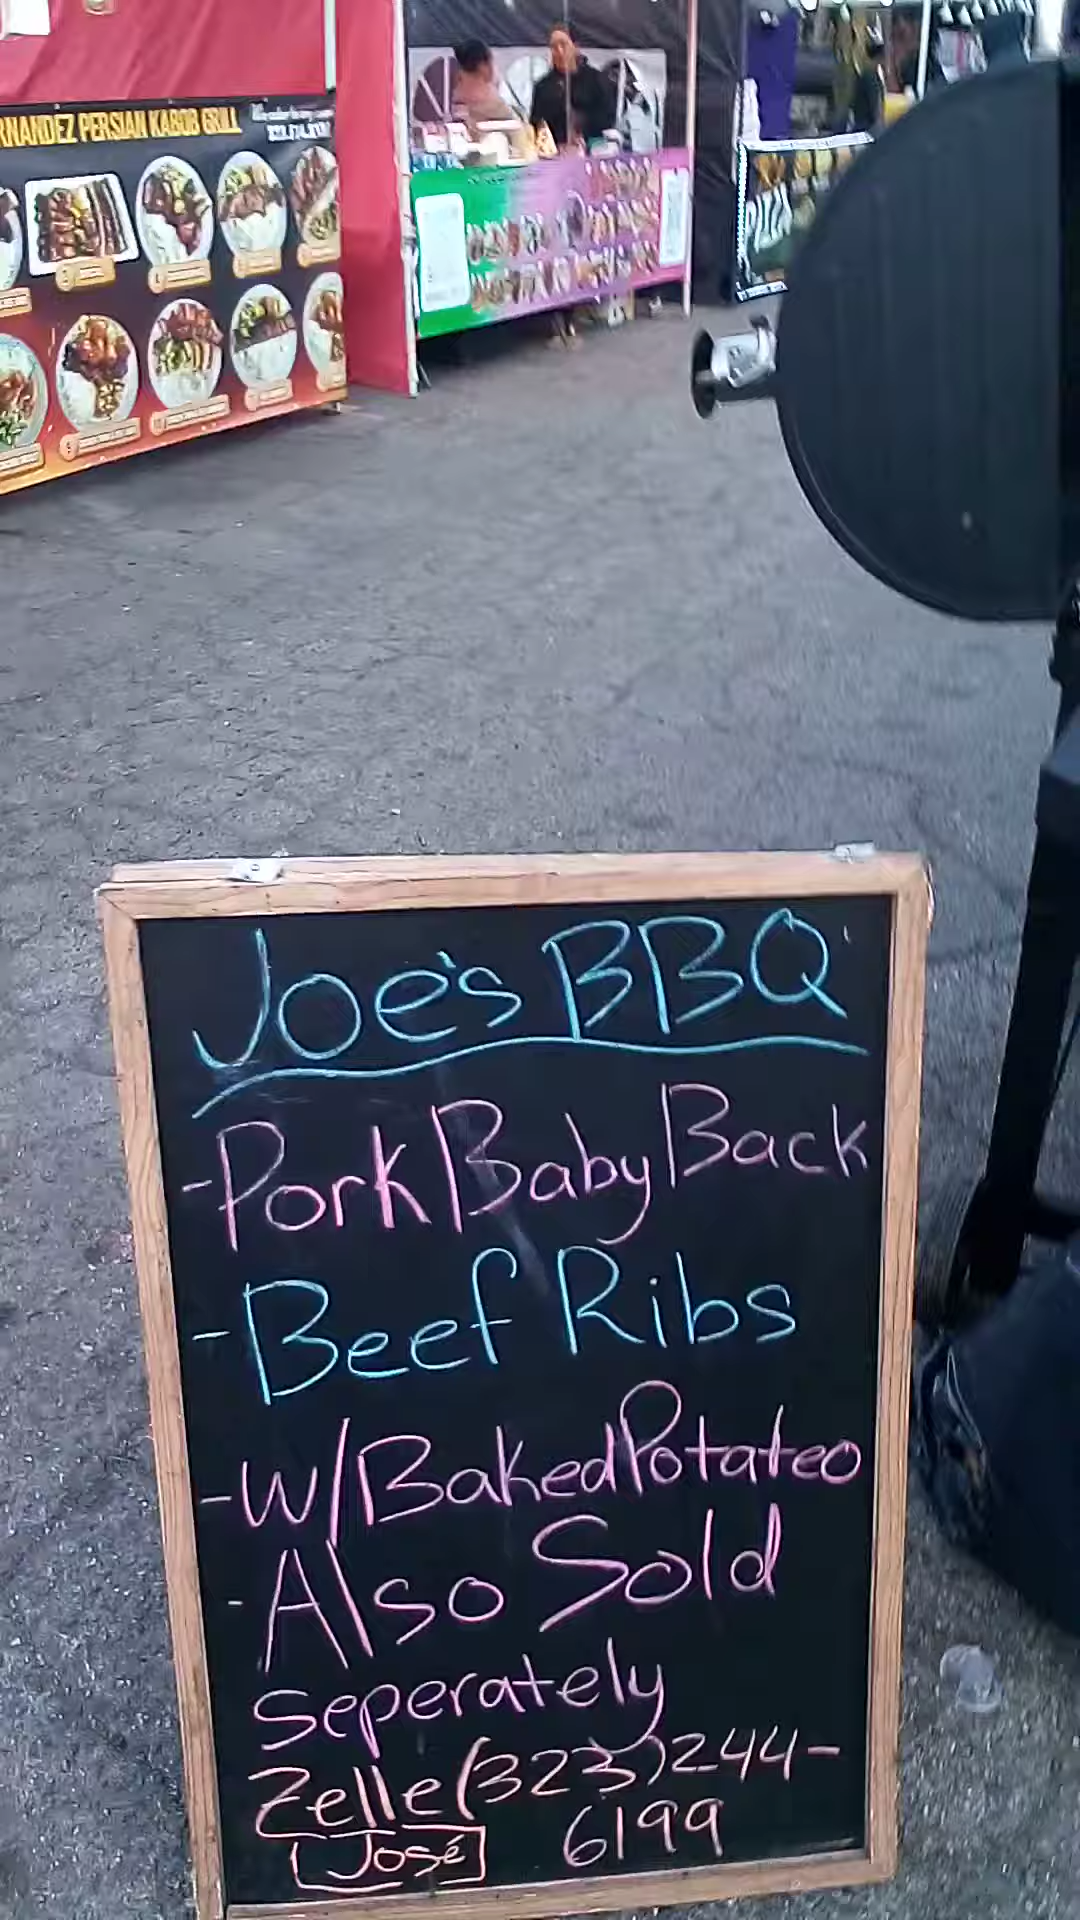 RNANDEZ PERSIAN KABOB GRILL
Joe's BBQ
- Pork Baby Back
- Beef Ribs
- W/Baked Potateo
- Also Sold
seperately
Zelle (323)244-
6199
José